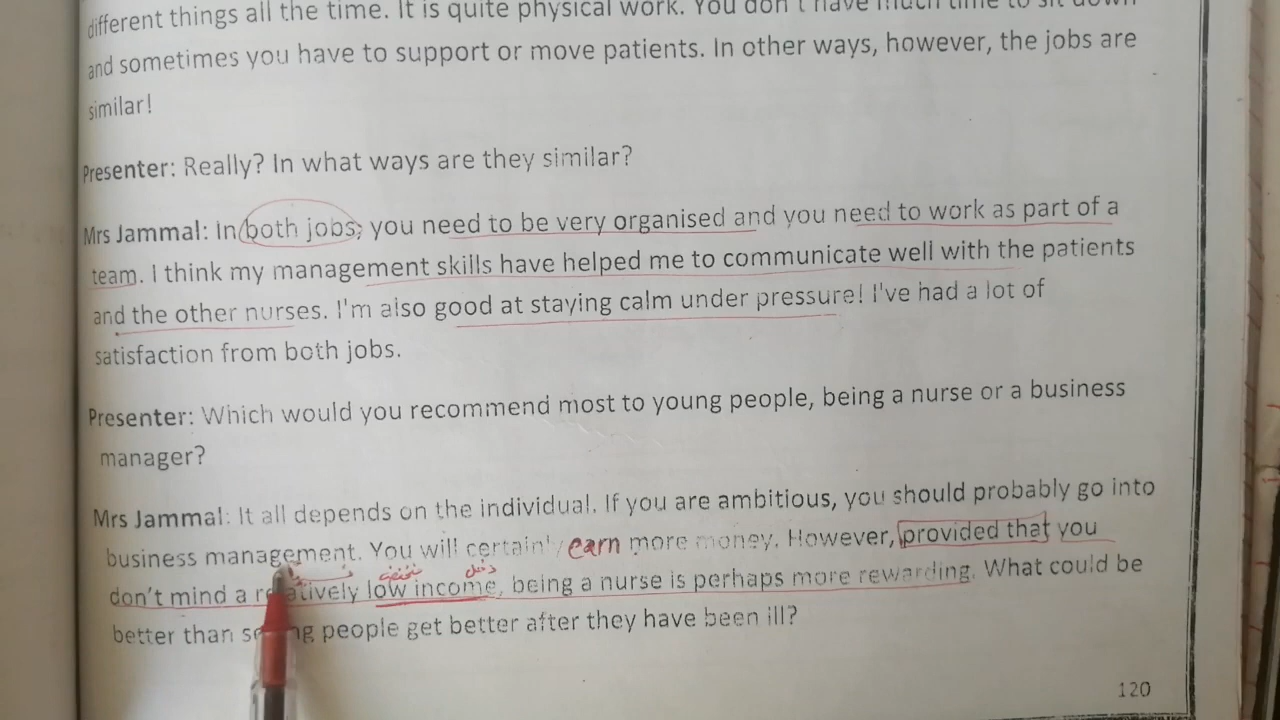 different things all the time. It is quite physical work. You don't have much time to sit down
and sometimes you have to support or move patients. In other ways, however, the jobs are
similar!
Presenter: Really? In what ways are they similar?
Mrs Jammal: In both jobs; you need to be very organised and you need to work as part of a
team. I think my management skills have helped me to communicate well with the patients
and the other nurses. I'm also good at staying calm under pressure! I've had a lot of
satisfaction from both jobs.
Presenter: Which would you recommend most to young people, being a nurse or a business
manager?
Mrs Jammal: It all depends on the individual. If you are ambitious, you should probably go into
business management. You will certainly earn more money. However, provided that you
دخل
don't mind a relatively low income, being a nurse is perhaps more rewarding. What could be
better than people get better after they have been ill?
120